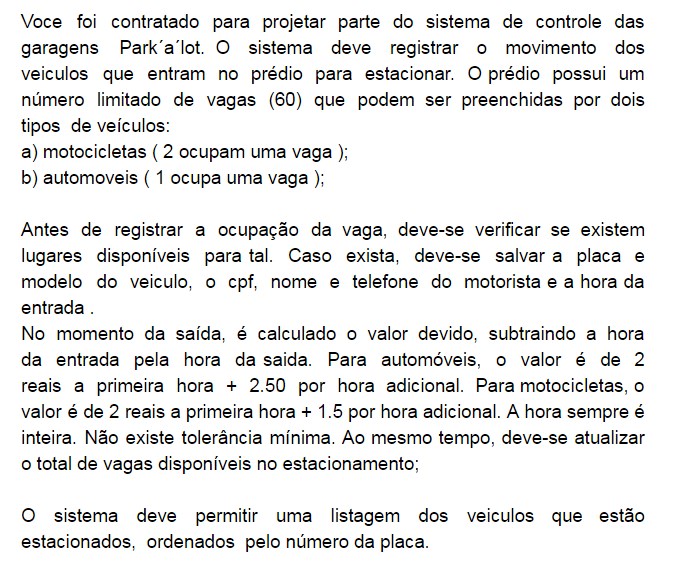 Voce foi contratado para projetar parte do sistema de controle das
garagens Park´a´lot. O sistema deve registrar o movimento dos
veiculos que entram no prédio para estacionar. O prédio possui um
número limitado de vagas (60) que podem ser preenchidas por dois
tipos de veículos:
a) motocicletas ( 2 ocupam uma vaga );
b) automoveis ( 1 ocupa uma vaga );
Antes de registrar a ocupação da vaga, deve-se verificar se existem
lugares disponíveis para tal. Caso exista, deve-se salvar a placa e
modelo do veiculo, o cpf, nome e telefone do motorista e a hora da
entrada .
No momento da saída, é calculado o valor devido, subtraindo a hora
da entrada pela hora da saida. Para automóveis, o valor é de 2
reais a primeira hora + 2.50 por hora adicional. Para motocicletas, o
valor é de 2 reais a primeira hora + 1.5 por hora adicional. A hora sempre é
inteira. Não existe tolerância mínima. Ao mesmo tempo, deve-se atualizar
o total de vagas disponíveis no estacionamento;
O sistema deve permitir uma listagem dos veiculos que estão
estacionados, ordenados pelo número da placa.